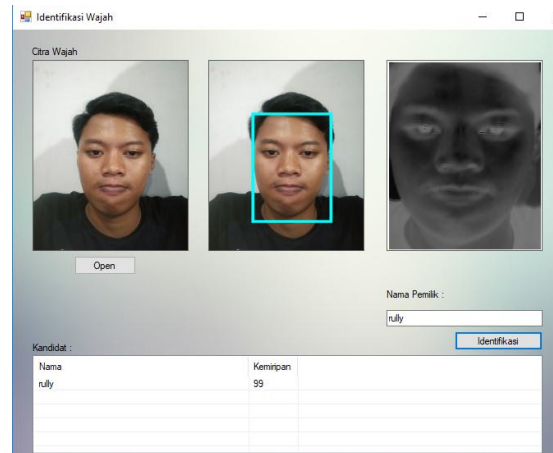 Identifikasi Wajah
Citra Wajah
Open
Nama Pemilik :
rully
Identifikasi
Kandidat :
Nama Kemiripan
rully 99